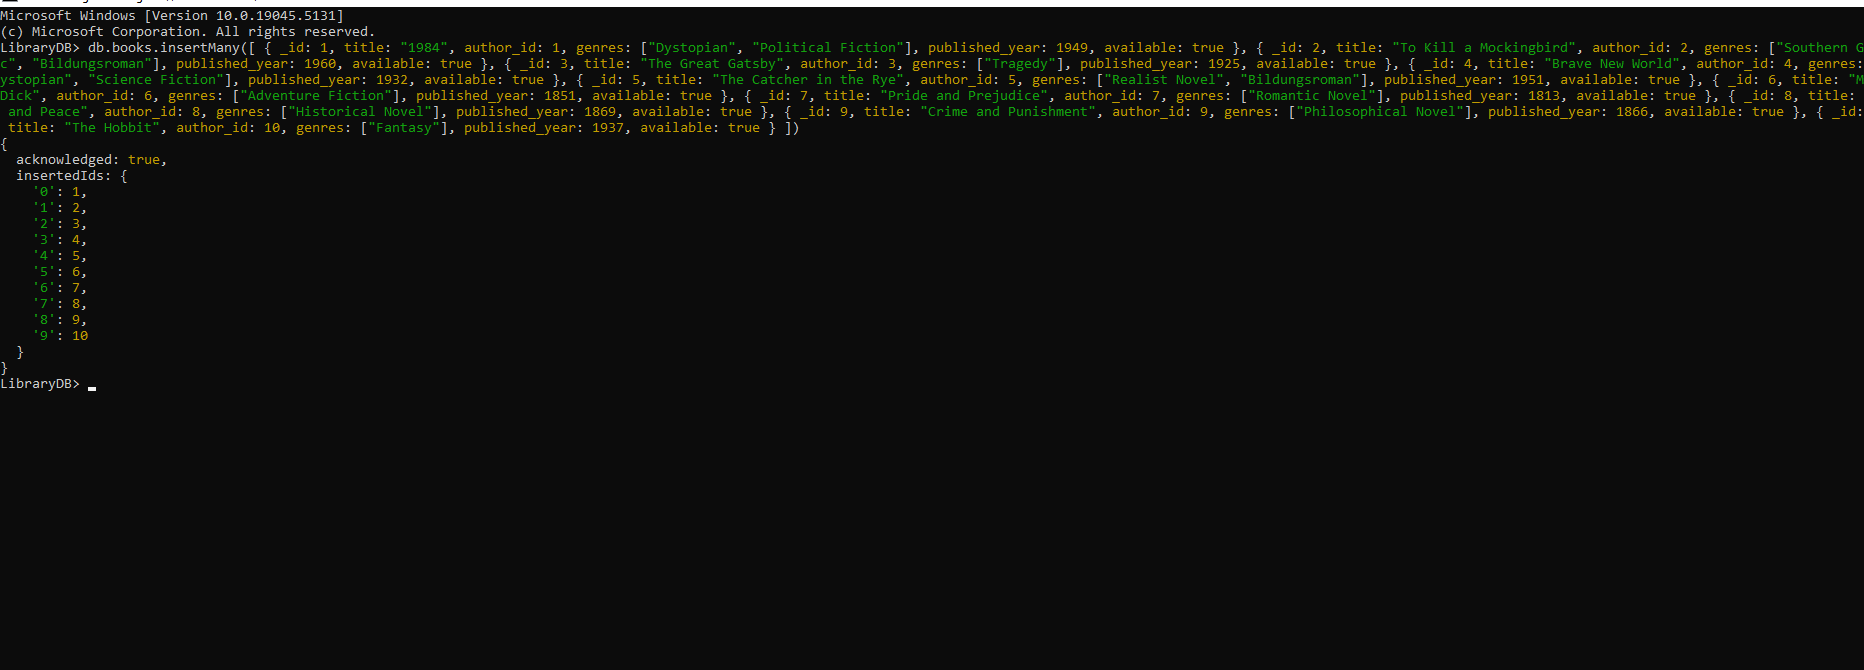 Microsoft Windows [Version 10.0.19045.5131]
(c) Microsoft Corporation. All rights reserved.
LibraryDB> db.books.insertMany([ { _id: 1, title: "1984", author_id: 1, genres: ["Dystopian", "Political Fiction"], published_year: 1949, available: true }, { _id: 2, title: "To Kill a Mockingbird", author_id: 2, genres: ["Southern G
c", "Bildungsroman"], published_year: 1960, available: true }, { _id: 3, title: "The Great Gatsby", author_id: 3, genres: ["Tragedy"], published_year: 1925, available: true }, { _id: 4, title: "Brave New World", author_id: 4, genres:
ystopian", "Science Fiction"], published_year: 1932, available: true }, { _id: 5, title: "The Catcher in the Rye", author_id: 5, genres: ["Realist Novel", "Bildungsroman"], published_year: 1951, available: true }, { _id: 6, title: "M
Dick", author_id: 6, genres: ["Adventure Fiction"], published_year: 1851, available: true }, { _id: 7, title: "Pride and Prejudice", author_id: 7, genres: ["Romantic Novel"], published_year: 1813, available: true }, { _id: 8, title:
and Peace", author_id: 8, genres: ["Historical Novel"], published_year: 1869, available: true }, { _id: 9, title: "Crime and Punishment", author_id: 9, genres: ["Philosophical Novel"], published_year: 1866, available: true }, { _id:
title: "The Hobbit", author_id: 10, genres: ["Fantasy"], published_year: 1937, available: true } ])
{
  acknowledged: true,
  insertedIds: {
    '0': 1,
    '1': 2,
    '2': 3,
    '3': 4,
    '4': 5,
    '5': 6,
    '6': 7,
    '7': 8,
    '8': 9,
    '9': 10
  }
}
LibraryDB>